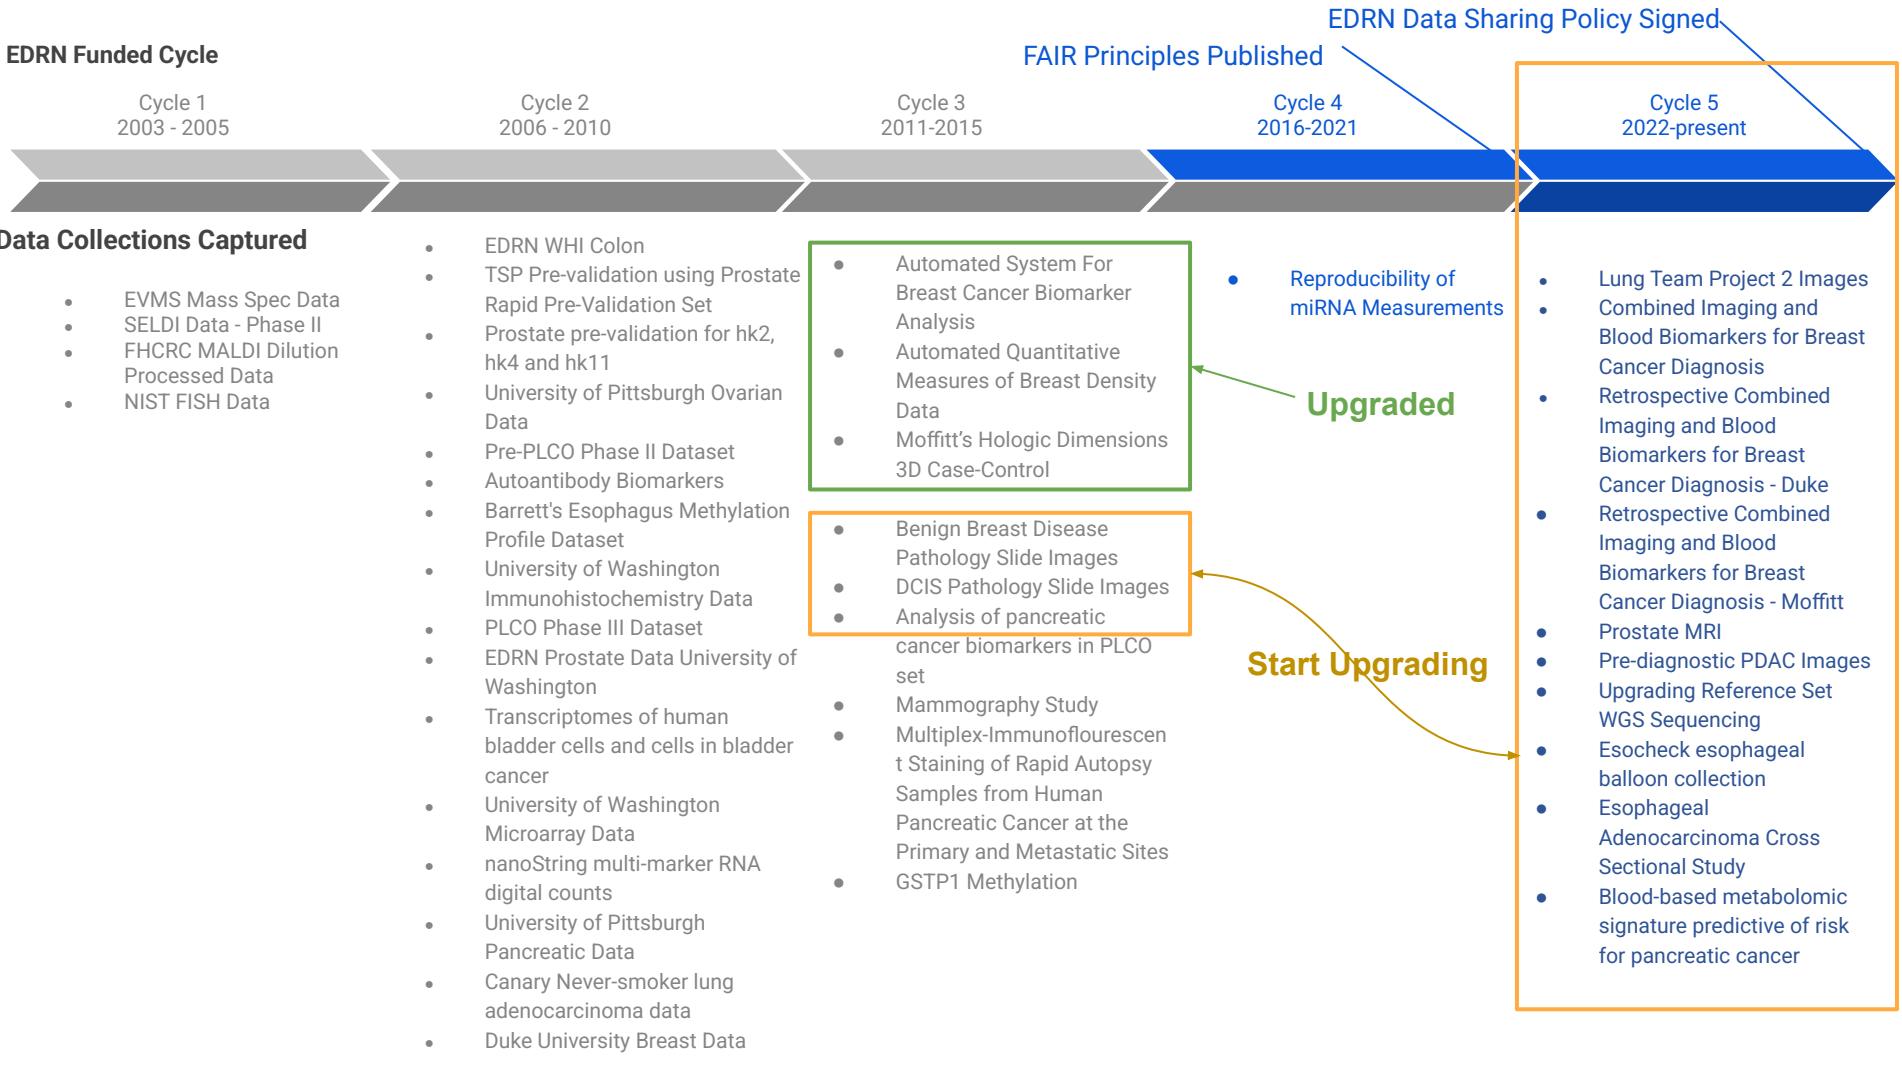 EDRN Data Sharing Policy Signed
EDRN Funded Cycle
FAIR Principles Published
Cycle 1
2003 - 2005
Cycle 2
2006 - 2010
Cycle 3
2011-2015
Cycle 4
2016-2021
Cycle 5
2022-present
Data Collections Captured
EVMS Mass Spec Data
SELDI Data - Phase II
FHCRC MALDI Dilution
Processed Data
NIST FISH Data
EDRN WHI Colon
TSP Pre-validation using Prostate
Rapid Pre-Validation Set
Prostate pre-validation for hk2,
hk4 and hk11
University of Pittsburgh Ovarian
Data
Pre-PLCO Phase II Dataset
Autoantibody Biomarkers
Barrett's Esophagus Methylation
Profile Dataset
University of Washington
Immunohistochemistry Data
PLCO Phase III Dataset
EDRN Prostate Data University of
Washington
Transcriptomes of human
bladder cells and cells in bladder
cancer
University of Washington
Microarray Data
nanoString multi-marker RNA
digital counts
University of Pittsburgh
Pancreatic Data
Canary Never-smoker lung
adenocarcinoma data
Duke University Breast Data
Automated System For
Breast Cancer Biomarker
Analysis
Automated Quantitative
Measures of Breast Density
Data
Moffitt's Hologic Dimensions
3D Case-Control
Benign Breast Disease
Pathology Slide Images
DCIS Pathology Slide Images
Analysis of pancreatic
cancer biomarkers in PLCO
set
Mammography Study
Multiplex-Immunoflourescen
t Staining of Rapid Autopsy
Samples from Human
Pancreatic Cancer at the
Primary and Metastatic Sites
GSTP1 Methylation
Reproducibility of
miRNA Measurements
Upgraded
Start Upgrading
Lung Team Project 2 Images
Combined Imaging and
Blood Biomarkers for Breast
Cancer Diagnosis
Retrospective Combined
Imaging and Blood
Biomarkers for Breast
Cancer Diagnosis - Duke
Retrospective Combined
Imaging and Blood
Biomarkers for Breast
Cancer Diagnosis - Moffitt
Prostate MRI
Pre-diagnostic PDAC Images
Upgrading Reference Set
WGS Sequencing
Esocheck esophageal
balloon collection
Esophageal
Adenocarcinoma Cross
Sectional Study
Blood-based metabolomic
signature predictive of risk
for pancreatic cancer